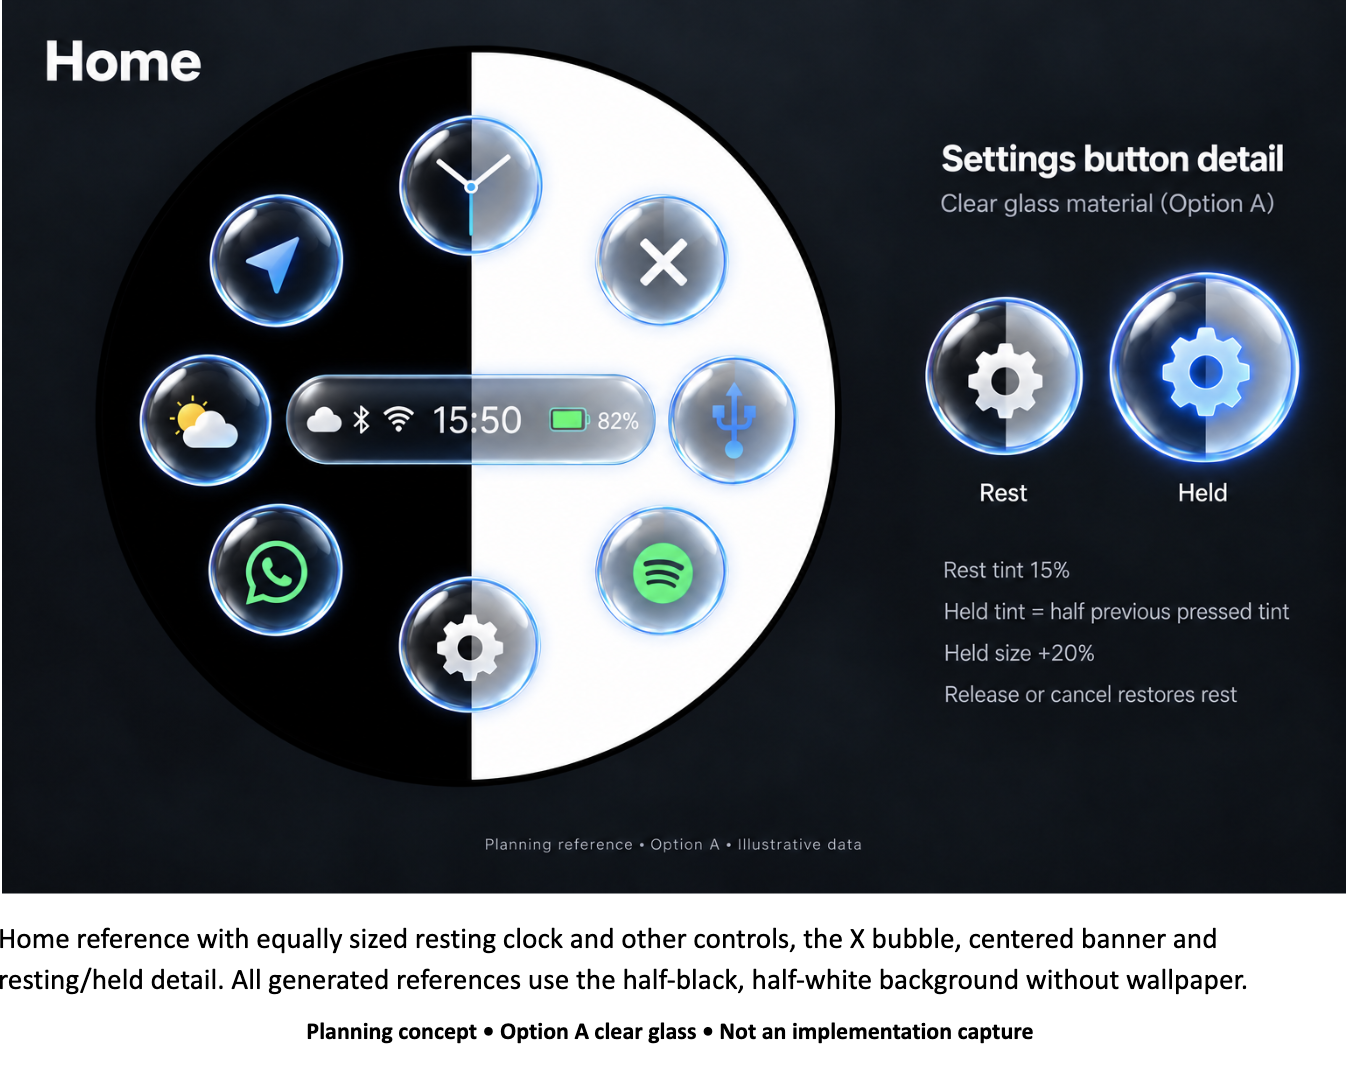 Home
15:50
82%
Settings button detail
Clear glass material (Option A)
Rest
Held
Rest tint 15%
Held tint = half previous pressed tint
Held size +20%
Release or cancel restores rest
Planning reference • Option A • Illustrative data
Home reference with equally sized resting clock and other controls, the X bubble, centered banner and
resting/held detail. All generated references use the half-black, half-white background without wallpaper.
Planning concept • Option A clear glass • Not an implementation capture